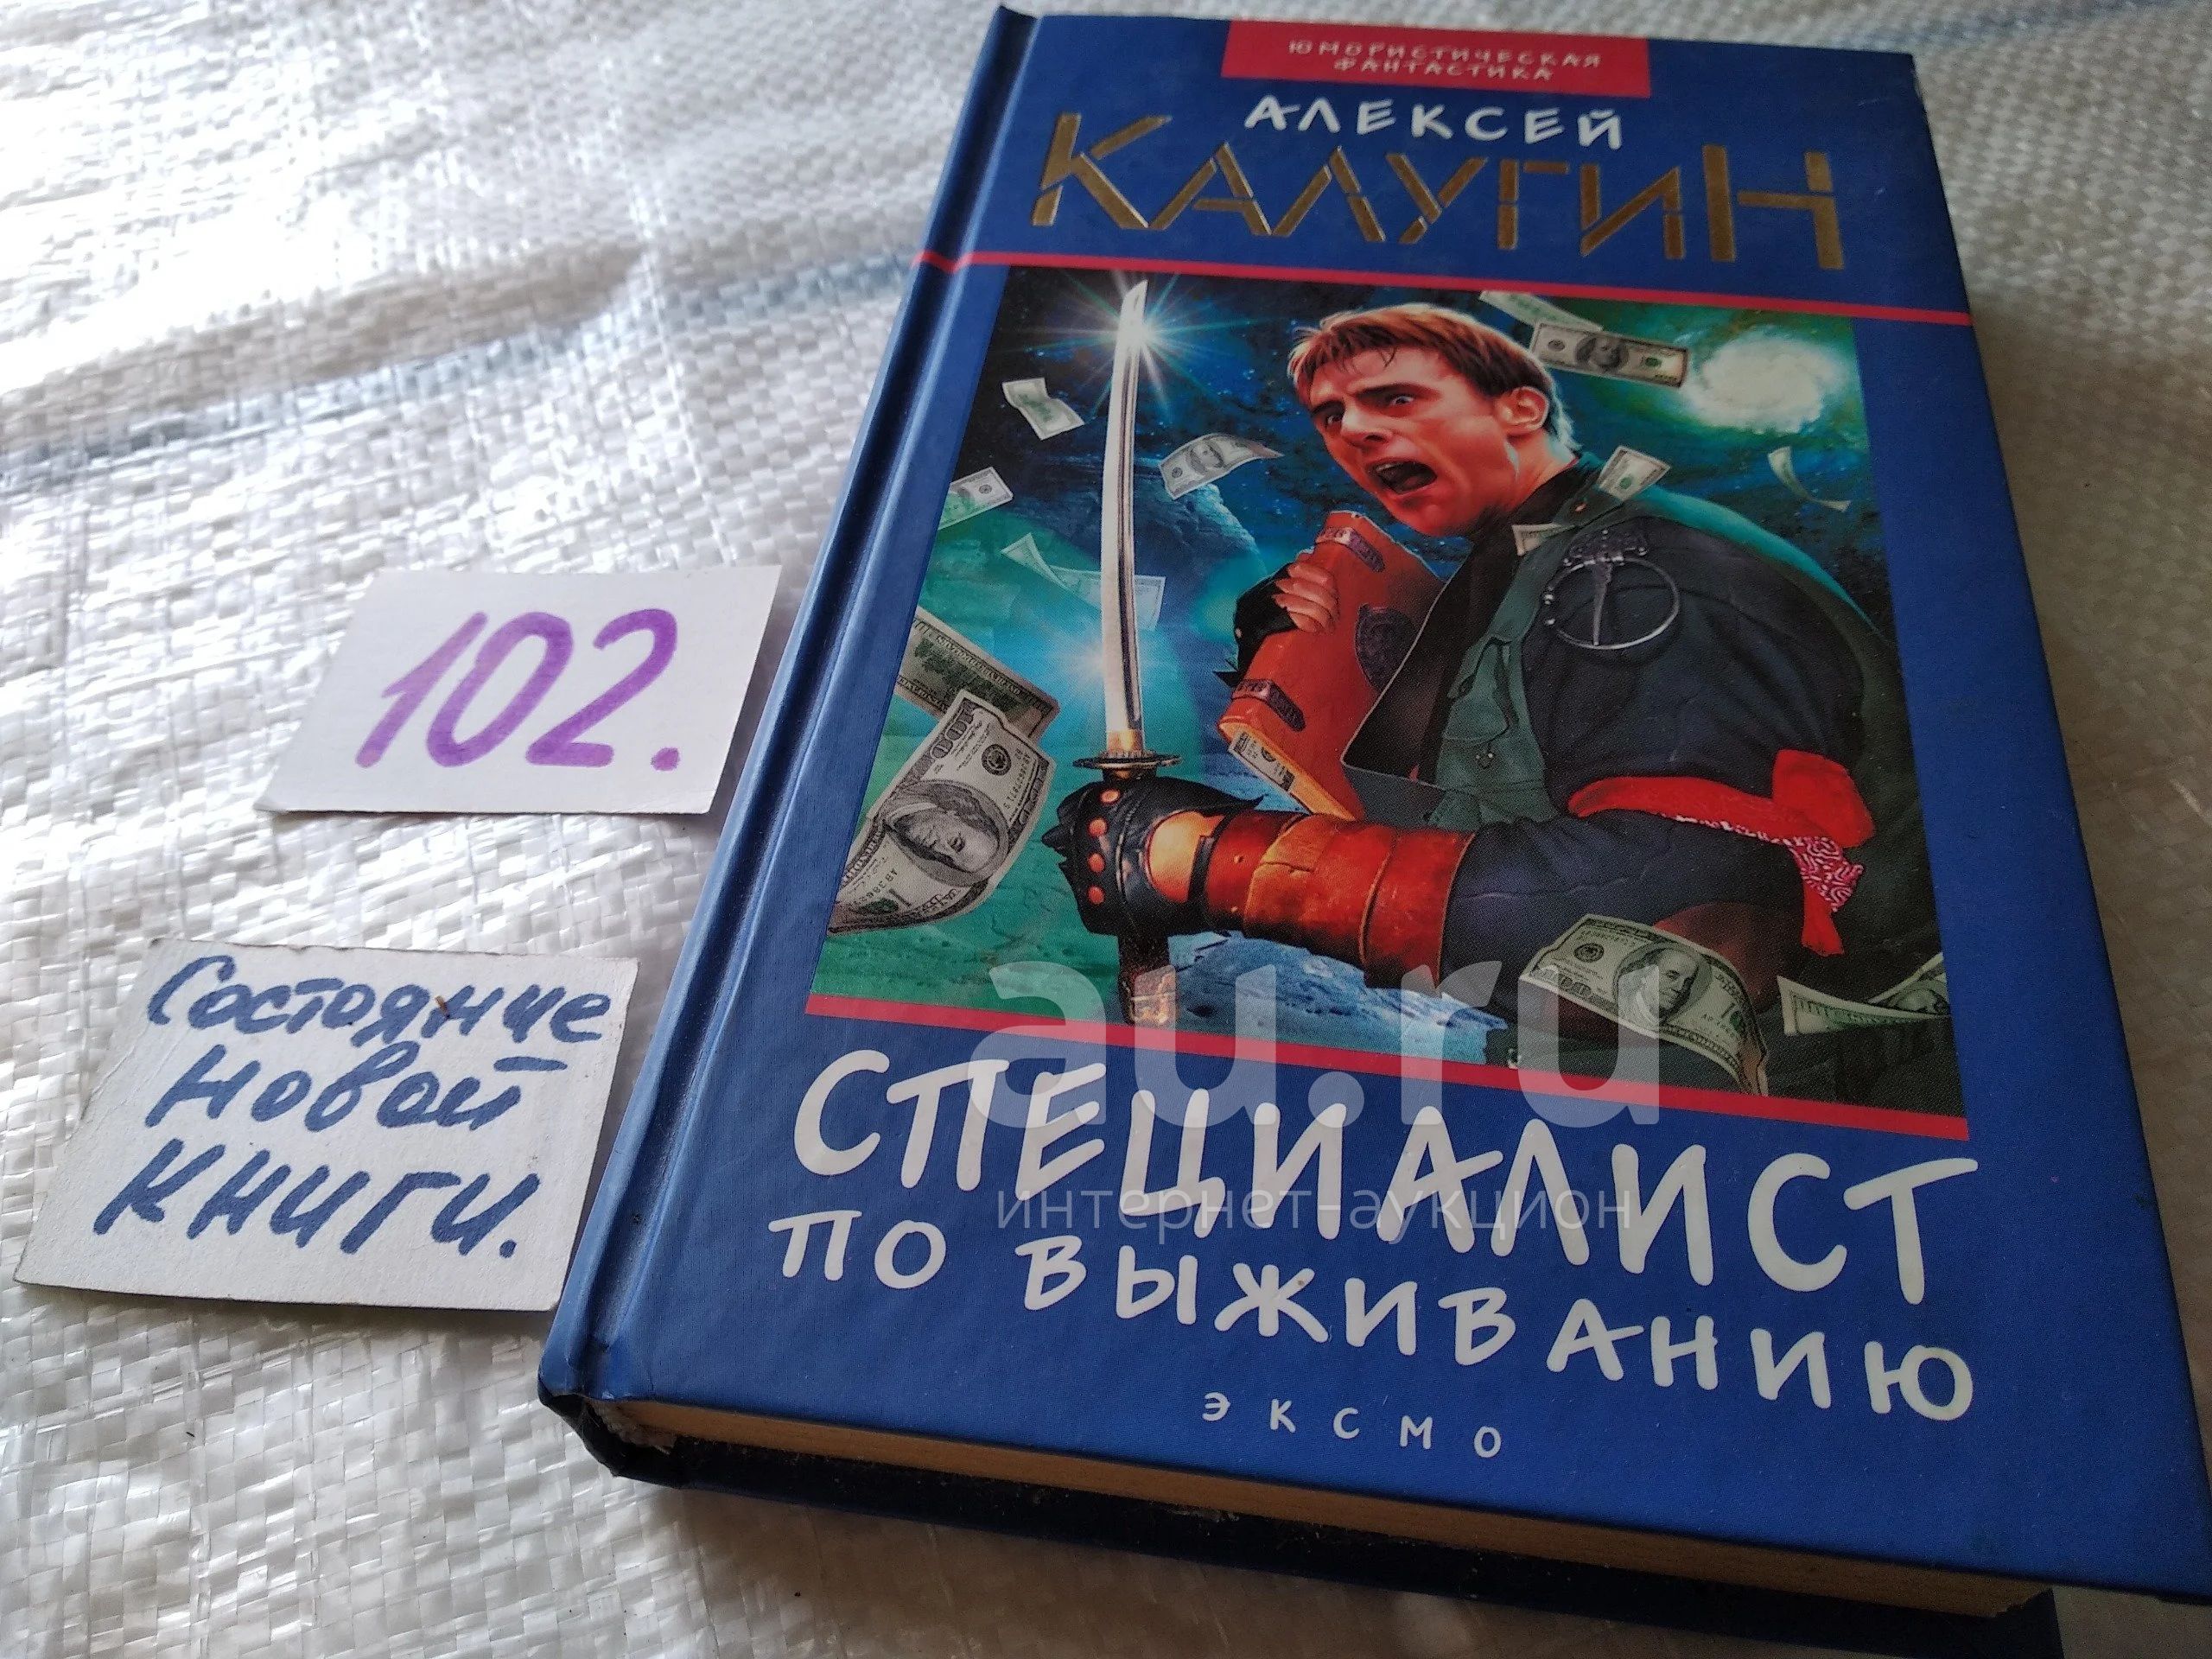 ЮМОРИСТИЧЕСКАЯ
ФАНТАСТИКА
АЛЕКСЕЙ
КАЛУГИН
102.
Состояние
новой
книги.
au.ru
интернет-аукцион
СПЕЦИАЛИСТ
ПО ВЫЖИВАНИЮ
ЭКСМО